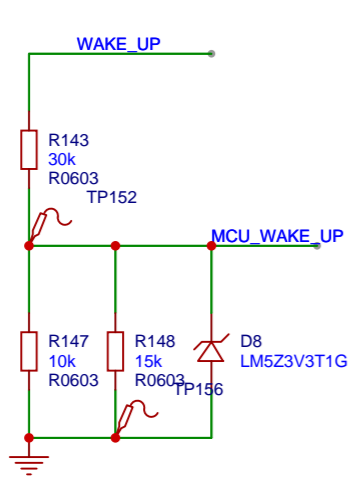 WAKE_UP
R143
30k
R0603
TP152
MCU_WAKE_UP
R147
10k
R0603
R148
15k
R0603
TP156
D8
LM5Z3V3T1G